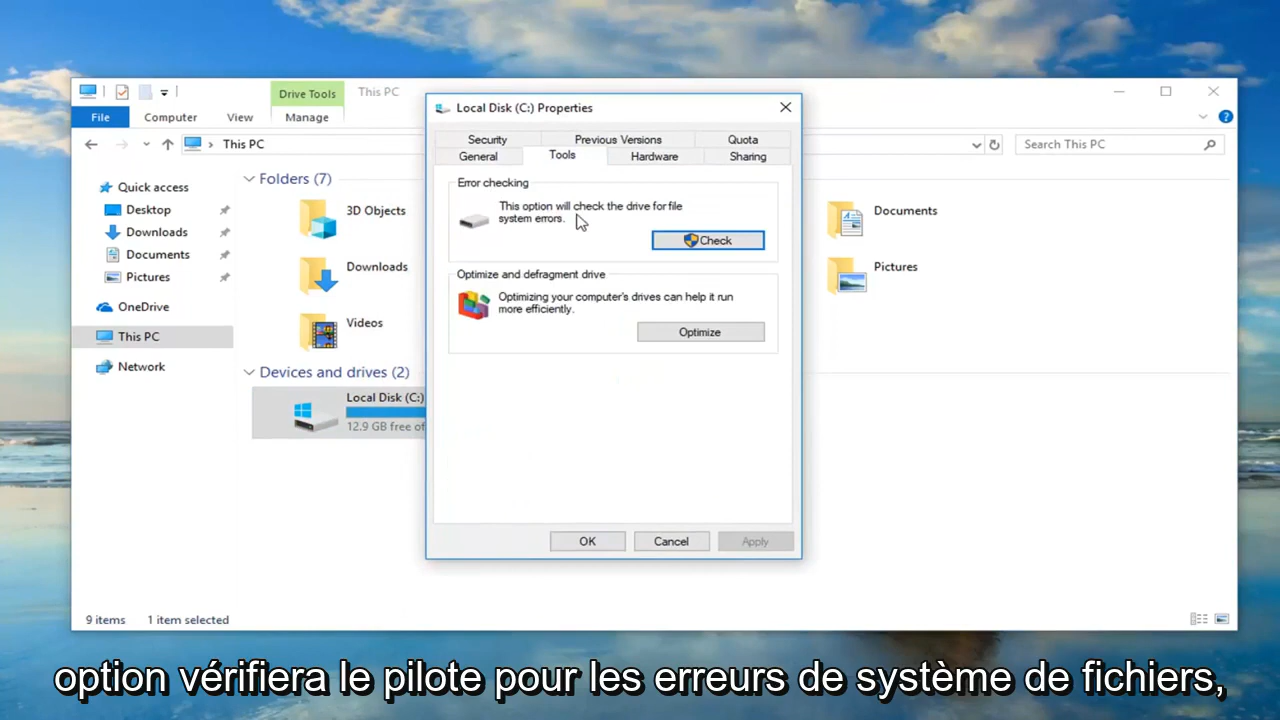 Drive Tools
This PC
File
Computer
View
Manage
This PC
Search This PC
Quick access
Desktop
Downloads
Documents
Pictures
OneDrive
This PC
Network
Folders (7)
3D Objects
Downloads
Videos
Documents
Pictures
Devices and drives (2)
Local Disk (C:)
12.9 GB free of
9 items
1 item selected
Local Disk (C:) Properties
Security
Previous Versions
Quota
General
Tools
Hardware
Sharing
Error checking
This option will check the drive for file
system errors.
Check
Optimize and defragment drive
Optimizing your computer's drives can help it run
more efficiently.
Optimize
OK
Cancel
Apply
option vérifiera le pilote pour les erreurs de système de fichiers,